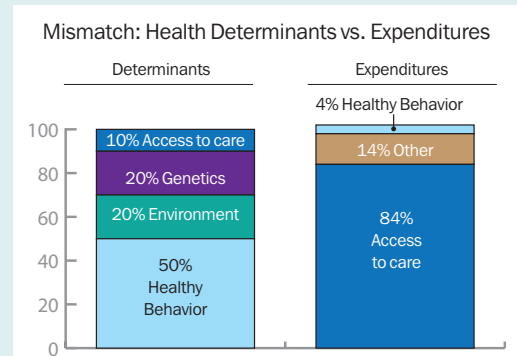 Mismatch: Health Determinants vs. Expenditures
Determinants
Expenditures
4% Healthy Behavior
100
80
60
40
20
0
10% Access to care
20% Genetics
20% Environment
50%
Healthy
Behavior
14% Other
84%
Access
to care